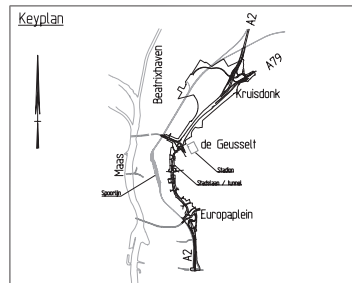 Keyplan
A2
A79
Beatrixhaven
Kruisdonk
de Geusselt
Stadion
Maas
Stadslaan / tunnel
Spoorlijn
Europaplein
A2